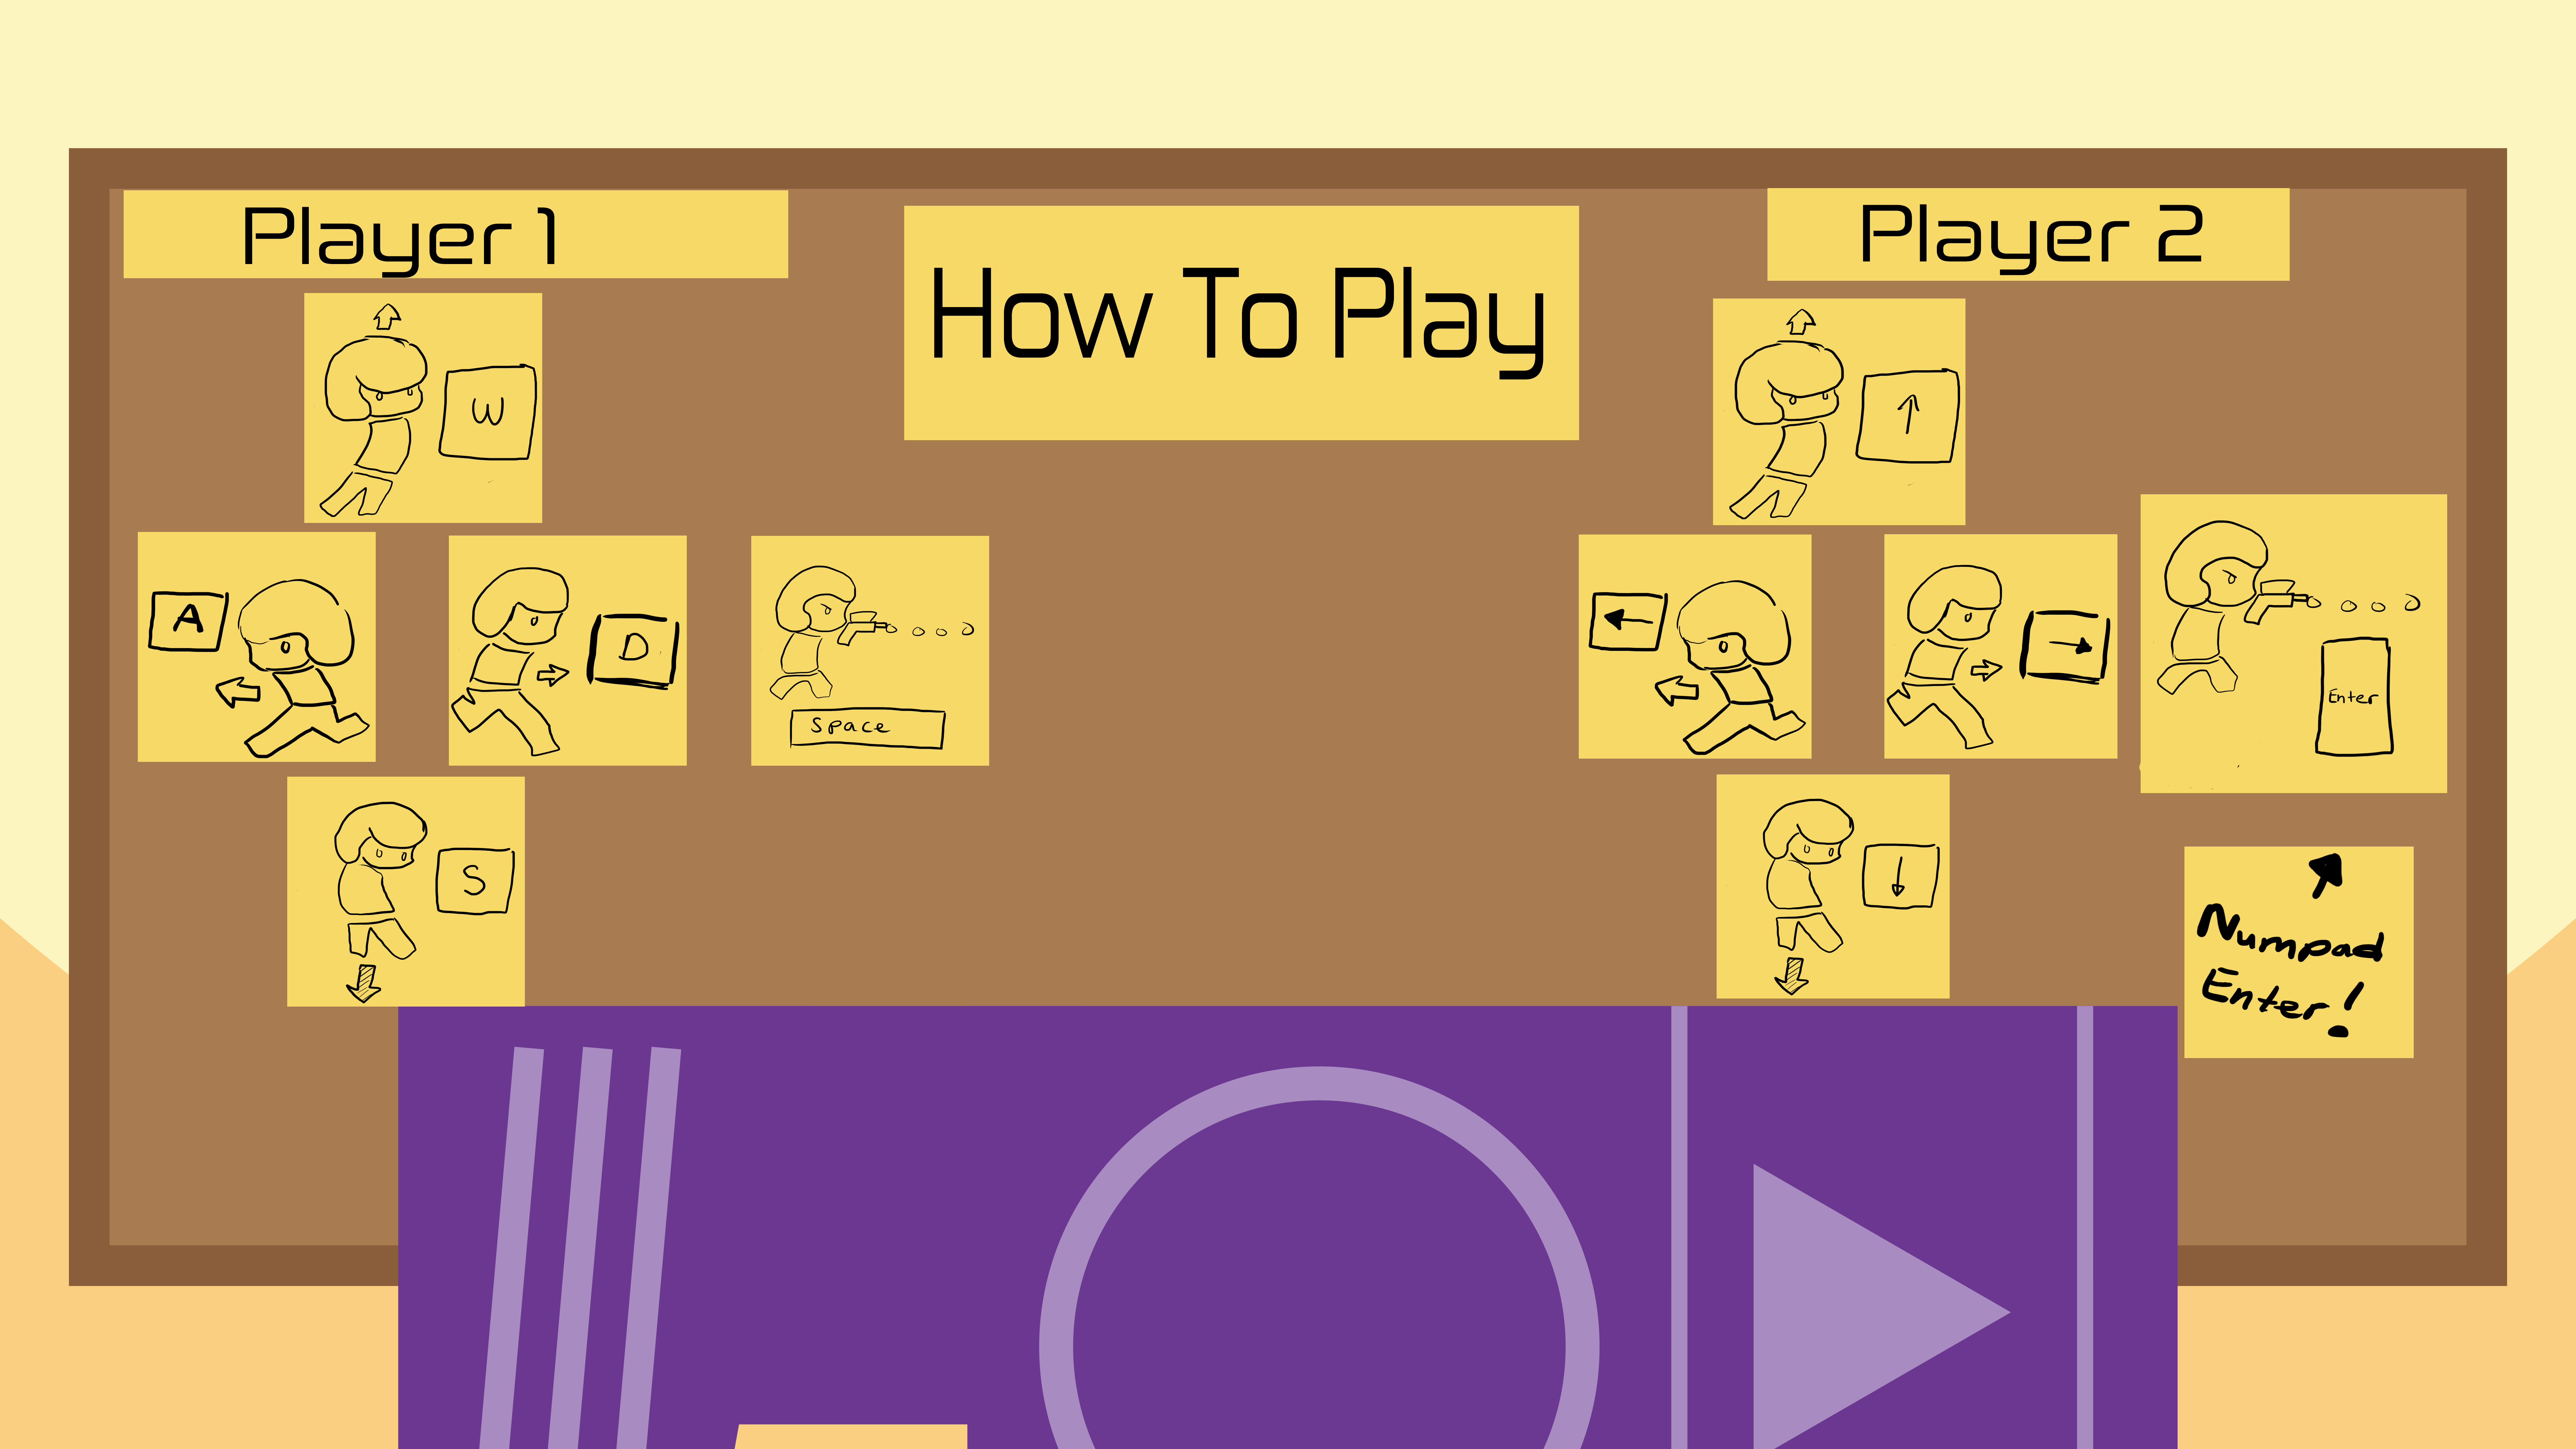 Player 1
How To Play
Player 2
W
A
D
Space
S
↑
←
→
Enter
↓
Numpad
Enter!